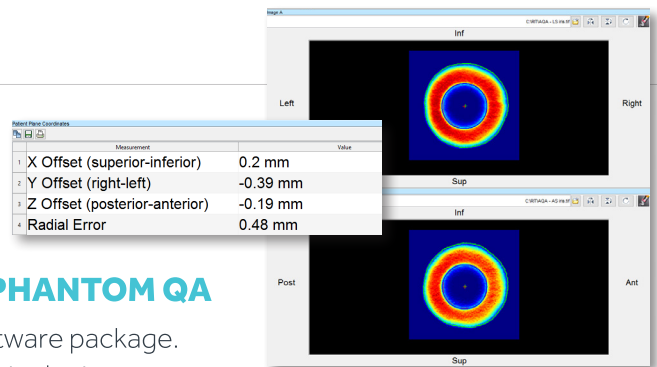 Image A
Inf
Left
Right
Sup
Inf
Post
Ant
Sup
Patient Plane Coordinates
Measurement Value
1 X Offset (superior-inferior) 0.2 mm
2 Y Offset (right-left) -0.39 mm
3 Z Offset (posterior-anterior) -0.19 mm
4 Radial Error 0.48 mm
PHANTOM QA
tware package.